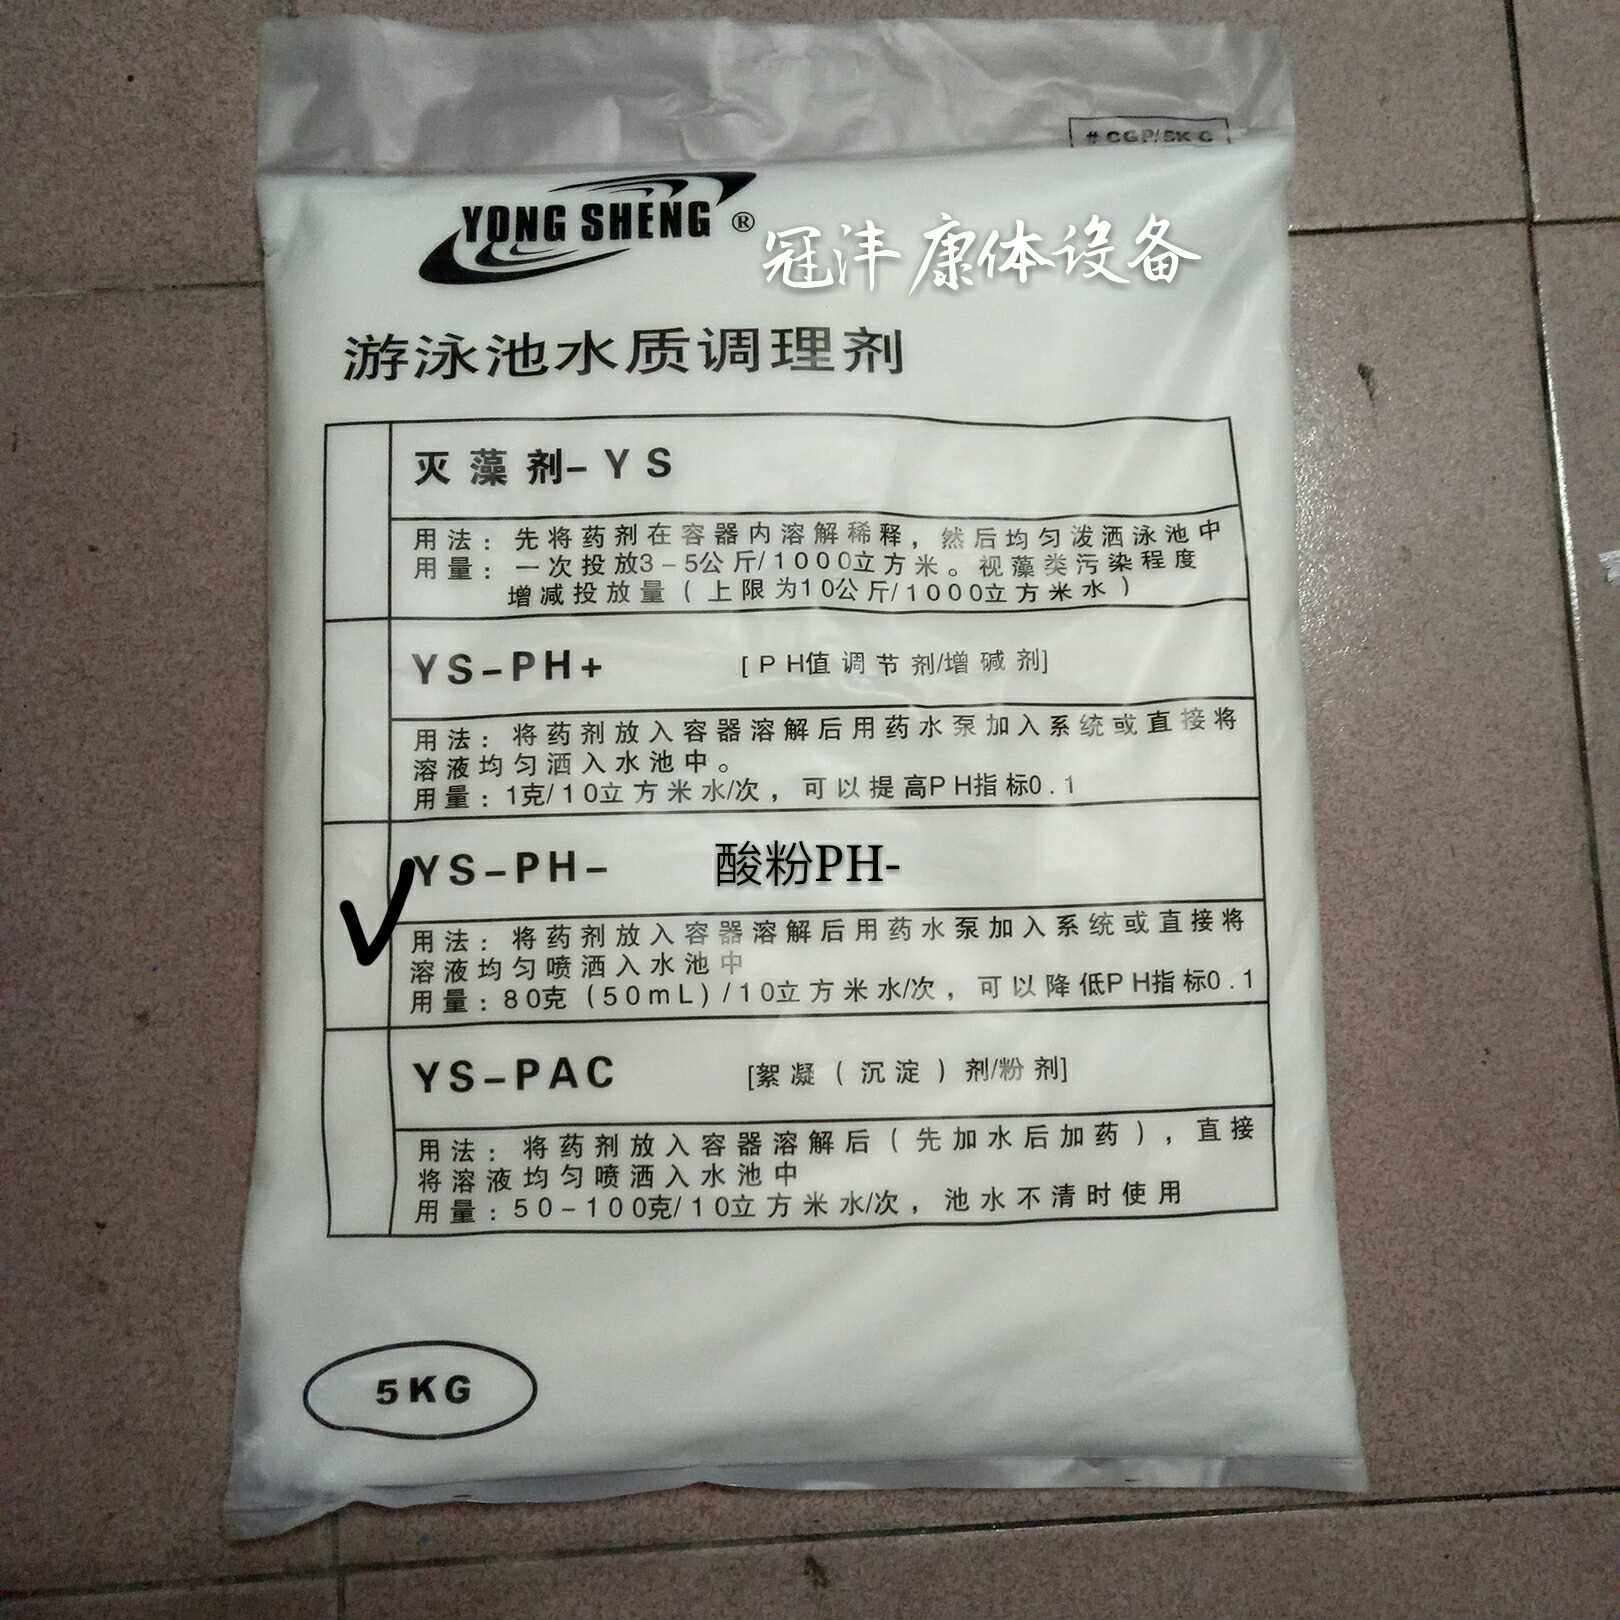 # CGP/5KG
YONG SHENG ®
冠沣康体设备
游泳池水质调理剂
灭藻剂-YS
用法：先将药剂在容器内溶解稀释，然后均匀泼洒泳池中
用量：一次投放3-5公斤/1000立方米。视藻类污染程度
增减投放量（上限为10公斤/1000立方米水）
YS-PH+ [PH值调节剂/增碱剂]
用法：将药剂放入容器溶解后用药水泵加入系统或直接将
溶液均匀洒入水池中。
用量：1克/10立方米水/次，可以提高PH指标0.1
YS-PH- 酸粉PH-
用法：将药剂放入容器溶解后用药水泵加入系统或直接将
溶液均匀喷洒入水池中
用量：80克（50mL）/10立方米水/次，可以降低PH指标0.1
YS-PAC [絮凝（沉淀）剂/粉剂]
用法：将药剂放入容器溶解后（先加水后加药），直接
将溶液均匀喷洒入水池中
用量：50-100克/10立方米水/次，池水不清时使用
5KG